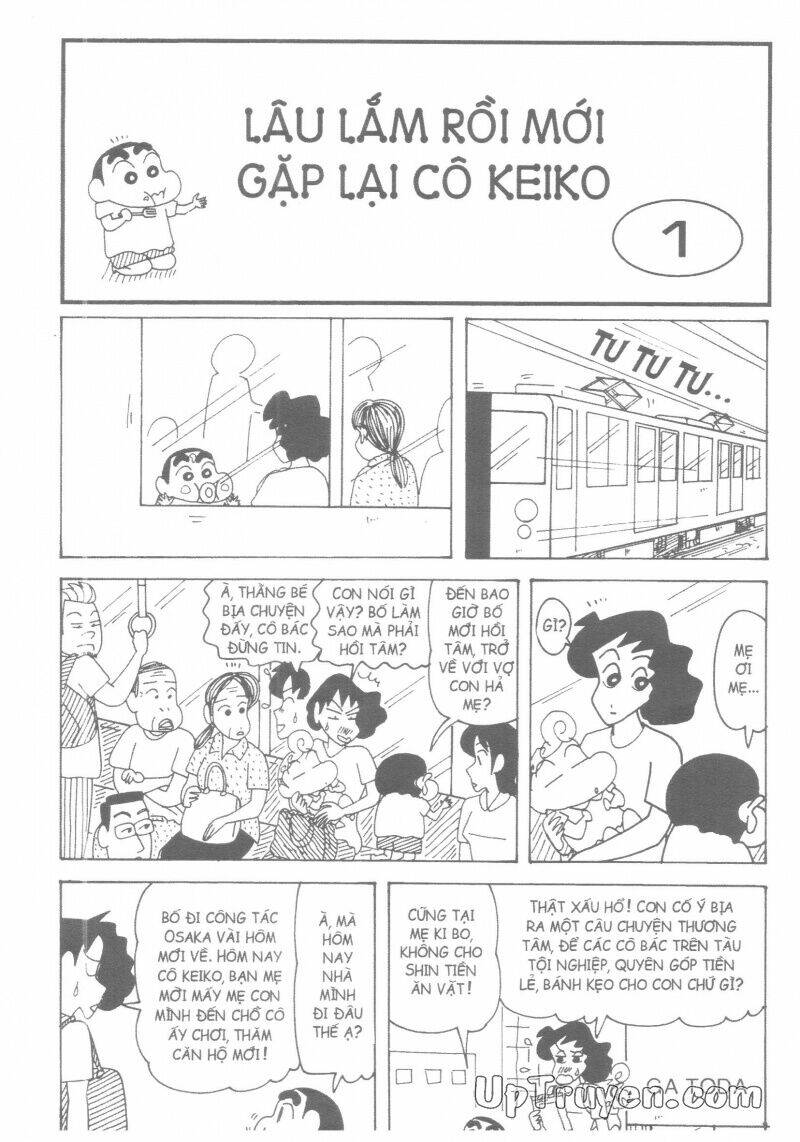 LÂU LẮM RỒI MỚI
GẶP LẠI CÔ KEIKO
1
TU TU TU...
MẸ
ƠI
MẸ...
GÌ?
ĐẾN BAO
GIỜ BỐ
MỚI HỒI
TÂM, TRỞ
VỀ VỚI VỢ
CON HẢ
MẸ?
CON NÓI GÌ
VẬY? BỐ LÀM
SAO MÀ PHẢI
HỒI TÂM?
À, THẰNG BÉ
BỊA CHUYỆN
ĐẤY, CÔ BÁC
ĐỪNG TIN.
THẬT XẤU HỔ! CON CỐ Ý BỊA
RA MỘT CÂU CHUYỆN THƯƠNG
TÂM, ĐỂ CÁC CÔ BÁC TRÊN TÀU
TỘI NGHIỆP, QUYÊN GÓP TIỀN
LẺ, BÁNH KẸO CHO CON CHỨ GÌ?
CŨNG TẠI
MẸ KI BO,
KHÔNG CHO
SHIN TIỀN
ĂN VẶT!
GA TODA
À, MÀ
HÔM
NAY
NHÀ
MÌNH
ĐI ĐÂU
THẾ Ạ?
BỐ ĐI CÔNG TÁC
OSAKA VÀI HÔM
MỚI VỀ. HÔM NAY
CÔ KEIKO, BẠN MẸ
MỜI MẤY MẸ CON
MÌNH ĐẾN CHỖ CÔ
ẤY CHƠI, THĂM
CĂN HỘ MỚI!
UpTruyen.com